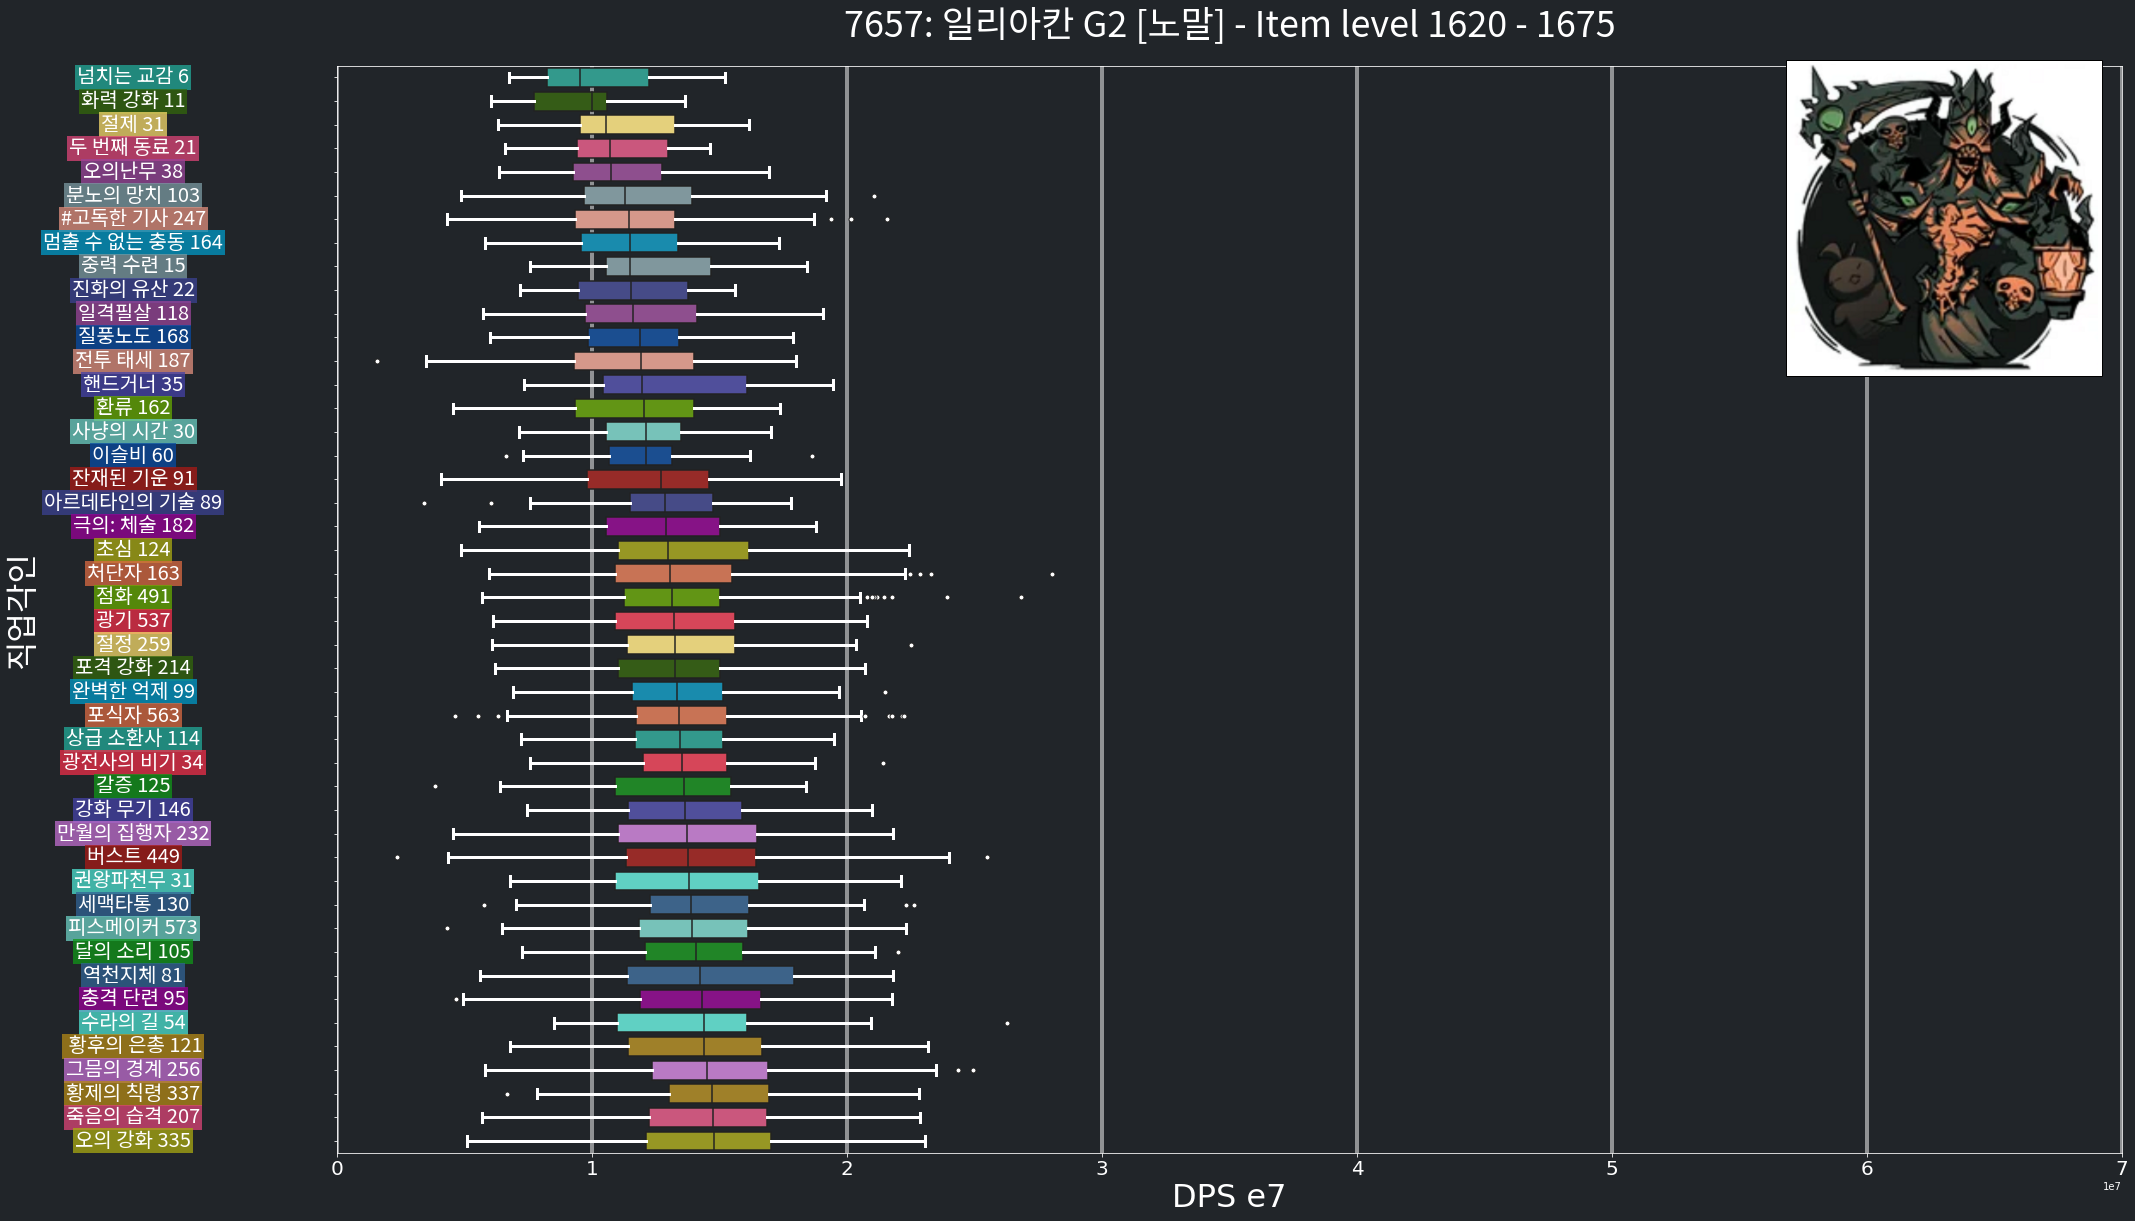 7657: 일리아칸 G2 [노말] - Item level 1620 - 1675
직업각인
넘치는 교감 6
화력 강화 11
절제 31
두 번째 동료 21
오의난무 38
분노의 망치 103
#고독한 기사 247
멈출 수 없는 충동 164
중력 수련 15
진화의 유산 22
일격필살 118
질풍노도 168
전투 태세 187
핸드거너 35
환류 162
사냥의 시간 30
이슬비 60
잔재된 기운 91
아르데타인의 기술 89
극의: 체술 182
초심 124
처단자 163
점화 491
광기 537
절정 259
포격 강화 214
완벽한 억제 99
포식자 563
상급 소환사 114
광전사의 비기 34
갈증 125
강화 무기 146
만월의 집행자 232
버스트 449
권왕파천무 31
세맥타통 130
피스메이커 573
달의 소리 105
역천지체 81
충격 단련 95
수라의 길 54
황후의 은총 121
그믐의 경계 256
황제의 칙령 337
죽음의 습격 207
오의 강화 335
0 1 2 3 4 5 6 7
1e7
DPS e7